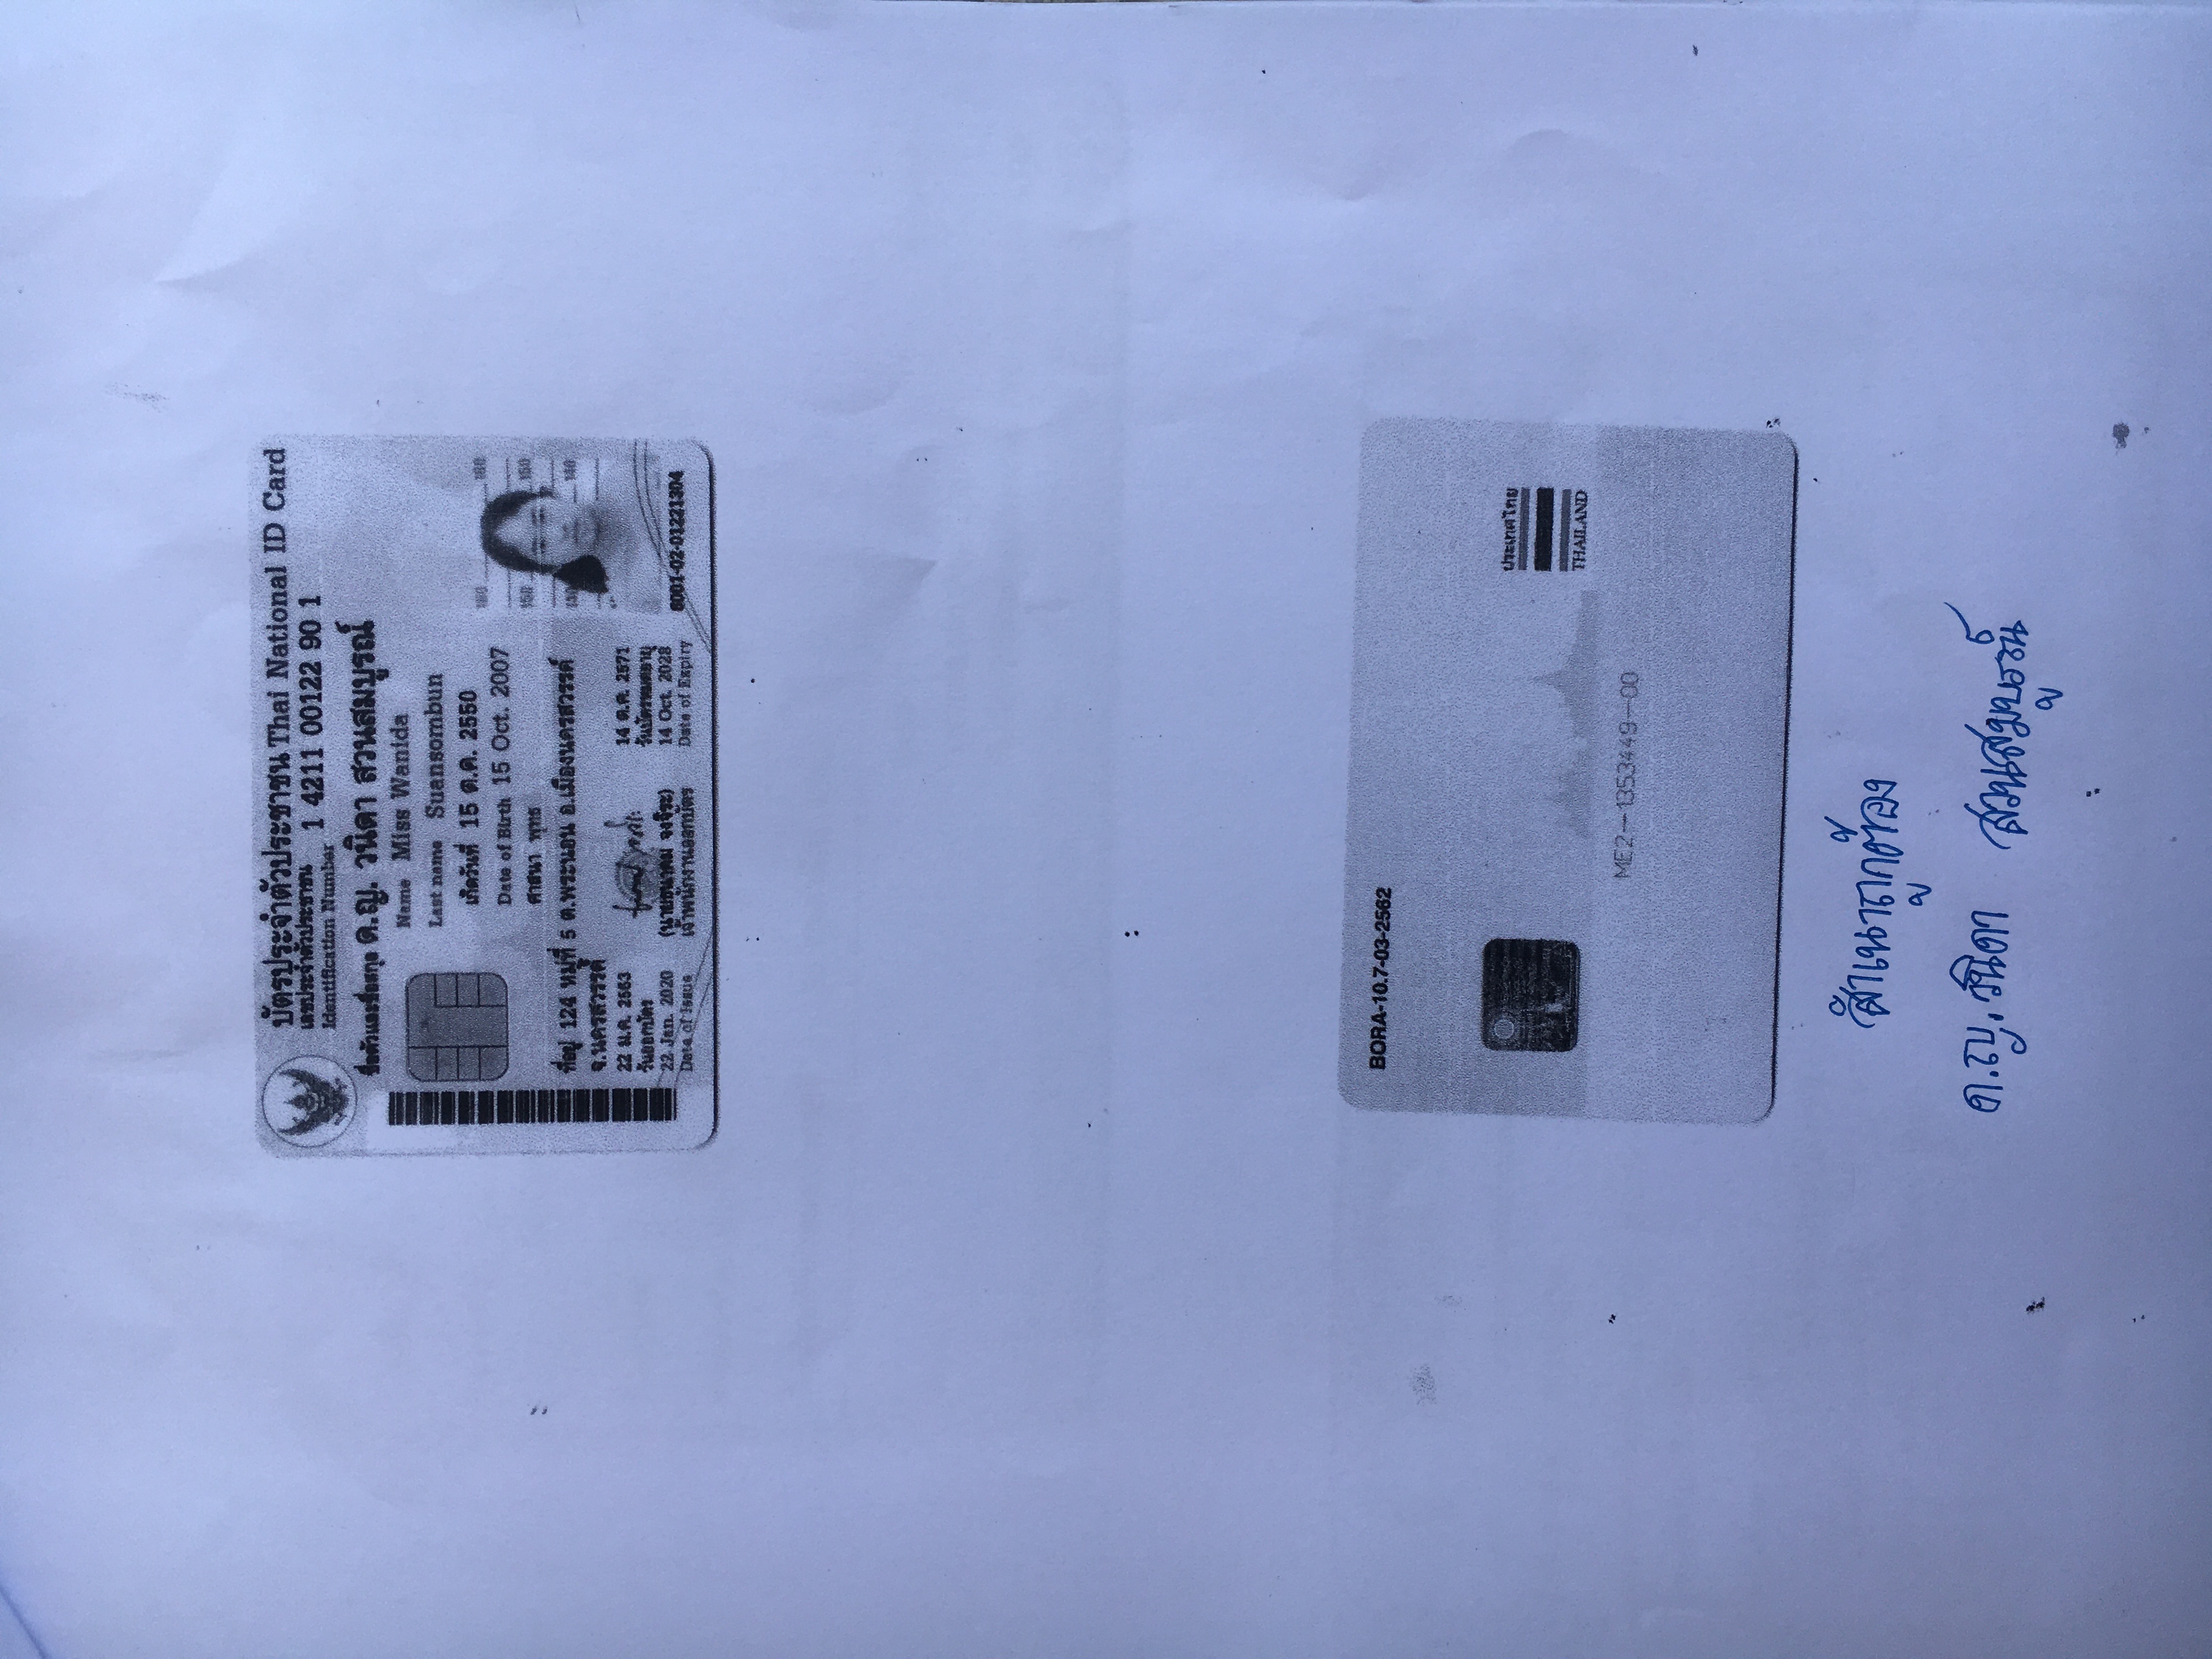 บัตรประจำตัวประชาชน Thai National ID Card
เลขประจำตัวประชาชน
Identification Number 1 4211 00122 90 1
ชื่อตัวและชื่อสกุล ด.ญ. วนิดา สวนสมบูรณ์
Name Miss Wanida
Last name Suansombun
เกิดวันที่ 15 ต.ค. 2550
Date of Birth 15 Oct. 2007
ศาสนา พุทธ
ที่อยู่ 124 หมู่ที่ 5 ต.พระนอน อ.เมืองนครสวรรค์
จ.นครสวรรค์
22 ม.ค. 2563
วันออกบัตร
22 Jan. 2020
Date of Issue
(นายธนาคม จงจิระ)
เจ้าพนักงานออกบัตร
14 ต.ค. 2571
วันบัตรหมดอายุ
14 Oct. 2028
Date of Expiry
160 160
150 150
140 140
6001-02-01221304
BORA-10.7-03-2562
ประเทศไทย
THAILAND
ME2-1353449-00
สำเนาถูกต้อง
ด.ญ.วนิดา สวนสมบูรณ์